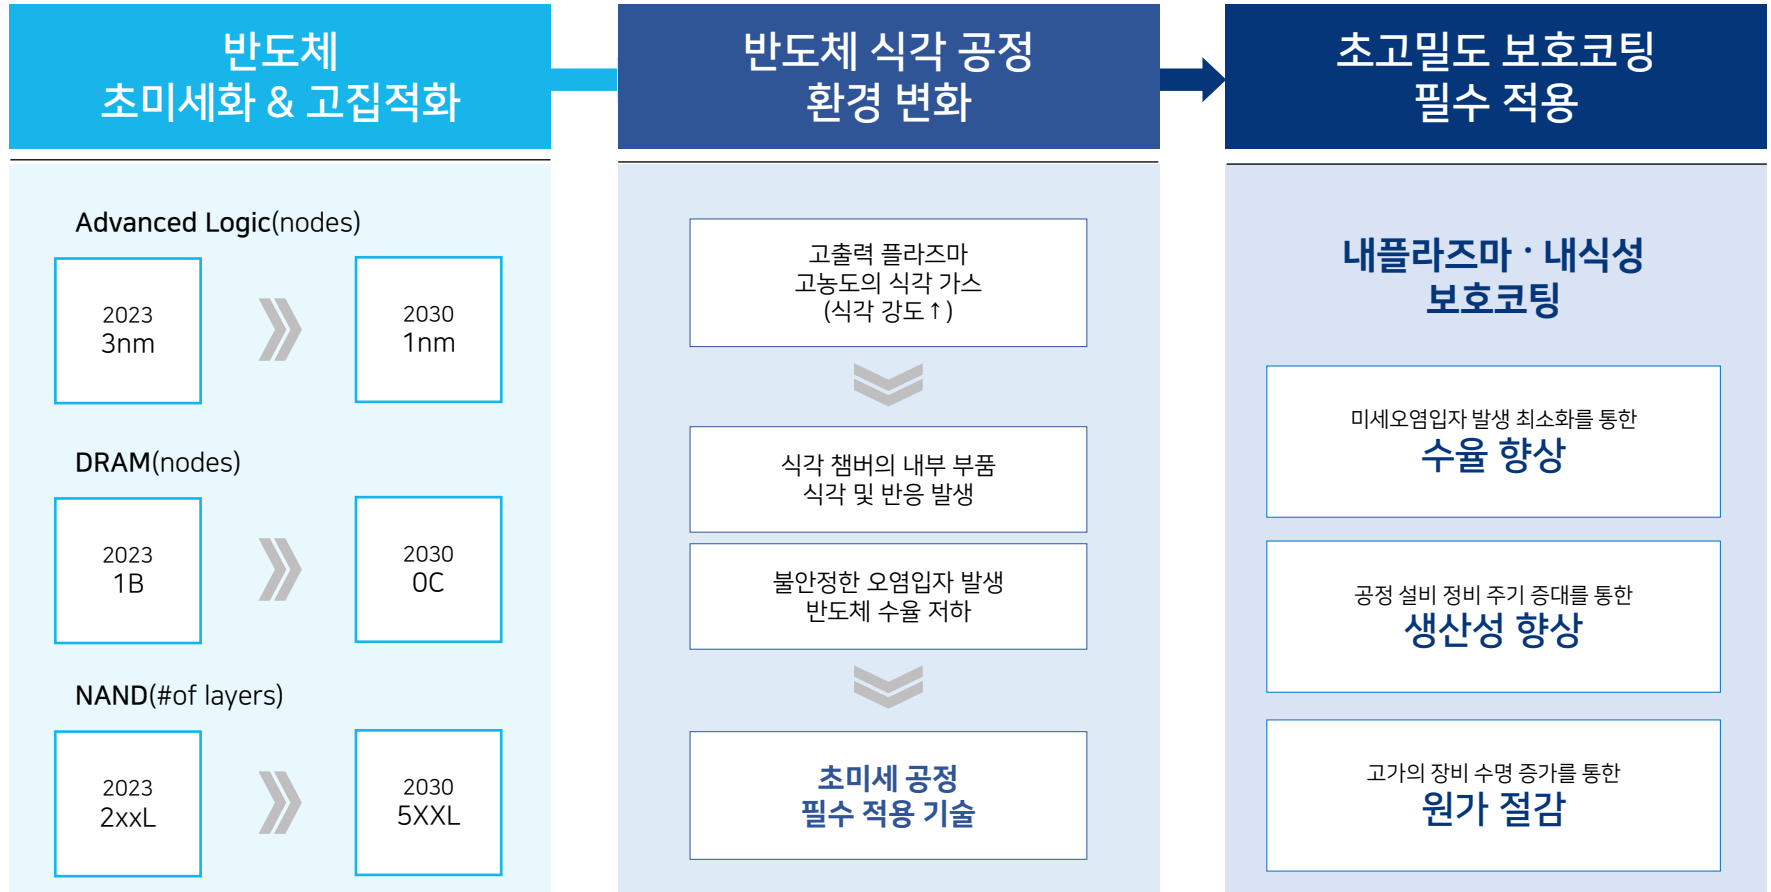 반도체
초미세화 & 고집적화
Advanced Logic(nodes)
2023
3nm
2030
1nm
DRAM(nodes)
2023
1B
2030
0C
NAND(#of layers)
2023
2xxL
2030
5XXL
반도체 식각 공정
환경 변화
고출력 플라즈마
고농도의 식각 가스
(식각 강도↑)
식각 챔버의 내부 부품
식각 및 반응 발생
불안정한 오염입자 발생
반도체 수율 저하
초미세 공정
필수 적용 기술
초고밀도 보호코팅
필수 적용
내플라즈마 · 내식성
보호코팅
미세오염입자 발생 최소화를 통한
수율 향상
공정 설비 정비 주기 증대를 통한
생산성 향상
고가의 장비 수명 증가를 통한
원가 절감